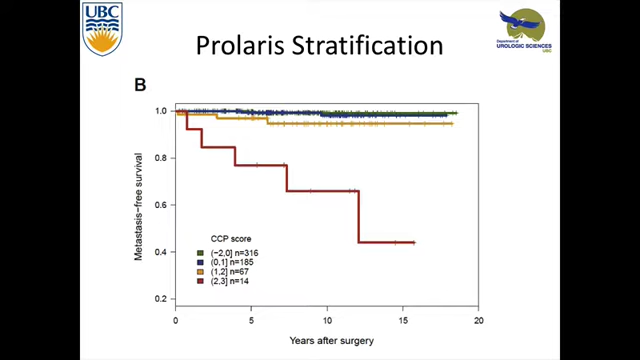 UBC
Department of
UROLOGIC SCIENCES
UBC
Prolaris Stratification
B
1.0
0.8
0.6
0.4
0.2
Metastasis-free survival
CCP score
(−2,0] n=316
(0,1] n=185
(1,2] n=67
(2,3] n=14
0 5 10 15 20
Years after surgery